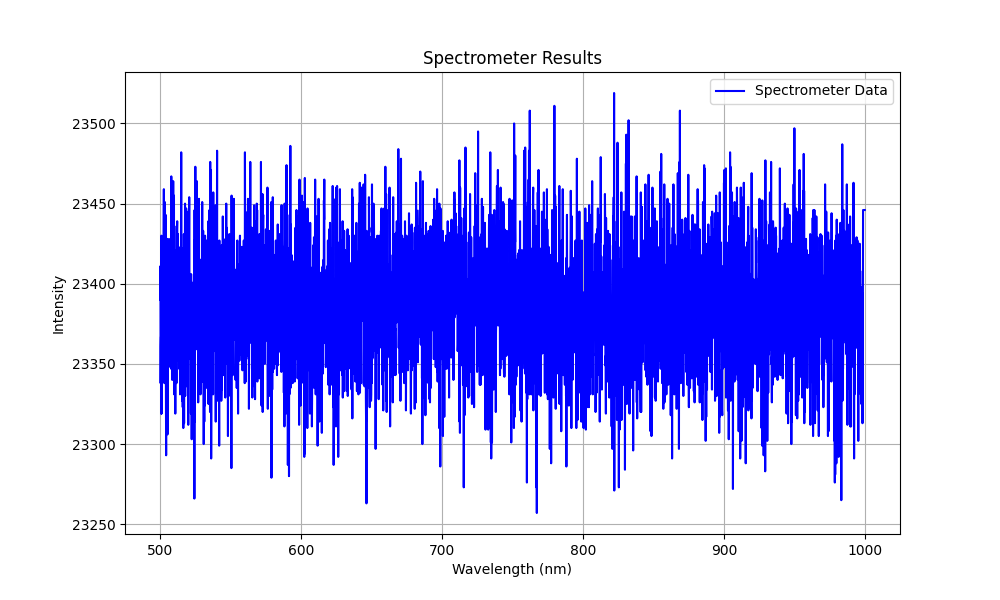 Spectrometer Results
Spectrometer Data
Intensity
23500
23450
23400
23350
23300
23250
500 600 700 800 900 1000
Wavelength (nm)